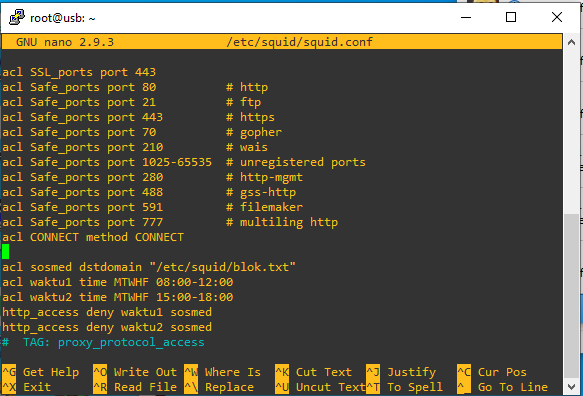 root@usb: ~
GNU nano 2.9.3 /etc/squid/squid.conf
acl SSL_ports port 443
acl Safe_ports port 80 # http
acl Safe_ports port 21 # ftp
acl Safe_ports port 443 # https
acl Safe_ports port 70 # gopher
acl Safe_ports port 210 # wais
acl Safe_ports port 1025-65535 # unregistered ports
acl Safe_ports port 280 # http-mgmt
acl Safe_ports port 488 # gss-http
acl Safe_ports port 591 # filemaker
acl Safe_ports port 777 # multiling http
acl CONNECT method CONNECT
acl sosmed dstdomain "/etc/squid/blok.txt"
acl waktu1 time MTWHF 08:00-12:00
acl waktu2 time MTWHF 15:00-18:00
http_access deny waktu1 sosmed
http_access deny waktu2 sosmed
#  TAG: proxy_protocol_access
^G Get Help ^O Write Out ^W Where Is ^K Cut Text ^J Justify ^C Cur Pos
^X Exit ^R Read File ^\ Replace ^U Uncut Text ^T To Spell ^_ Go To Line